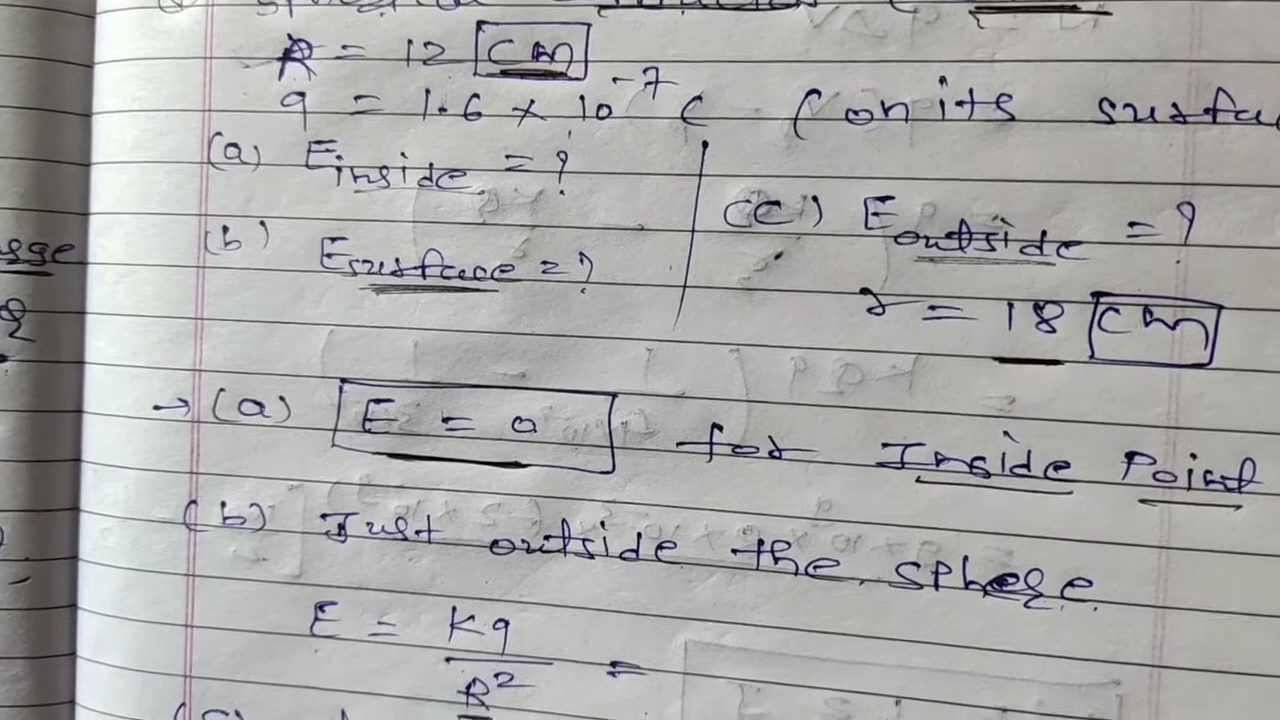 R = 12 cm
q = 1.6 × 10^-7 C (on its surfa
(a) Einside = ?
(c) Eoutside = ?
(b) Esurface = ?
r = 18 cm
→ (a) E = 0 for Inside Point
(b) Just outside the sphere.
E = Kq / R² =